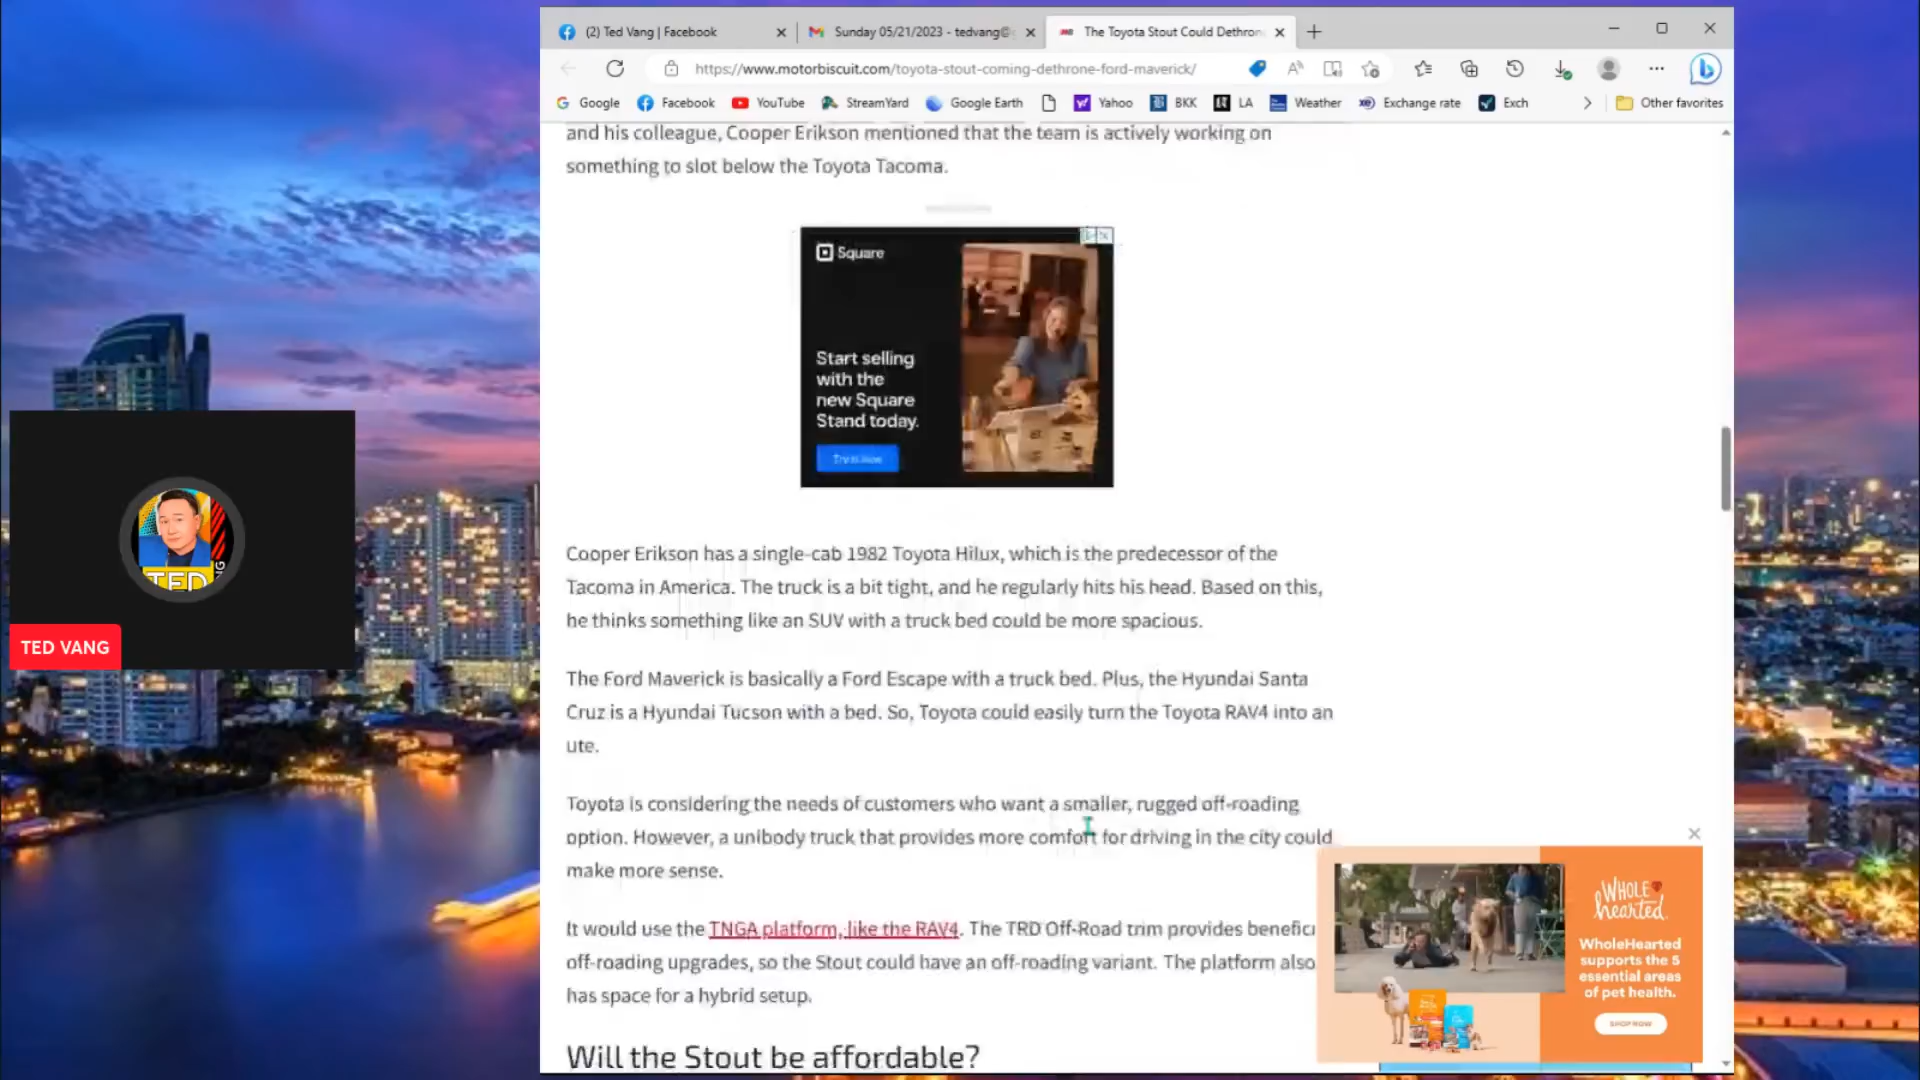 (2) Ted Vang | Facebook
Sunday 05/21/2023 - tedvang@
The Toyota Stout Could Dethron
https://www.motorbiscuit.com/toyota-stout-coming-dethrone-ford-maverick/
Google
Facebook
YouTube
StreamYard
Google Earth
Yahoo
BKK
LA
Weather
Exchange rate
Exch
Other favorites
and his colleague, Cooper Erikson mentioned that the team is actively working on
something to slot below the Toyota Tacoma.
Square
Start selling
with the
new Square
Stand today.
Cooper Erikson has a single-cab 1982 Toyota Hilux, which is the predecessor of the
Tacoma in America. The truck is a bit tight, and he regularly hits his head. Based on this,
he thinks something like an SUV with a truck bed could be more spacious.
The Ford Maverick is basically a Ford Escape with a truck bed. Plus, the Hyundai Santa
Cruz is a Hyundai Tucson with a bed. So, Toyota could easily turn the Toyota RAV4 into an
ute.
Toyota is considering the needs of customers who want a smaller, rugged off-roading
option. However, a unibody truck that provides more comfort for driving in the city could
make more sense.
It would use the TNGA platform, like the RAV4. The TRD Off-Road trim provides benefici
off-roading upgrades, so the Stout could have an off-roading variant. The platform also
has space for a hybrid setup.
Will the Stout be affordable?
WHOLE
hearted.
WholeHearted
supports the 5
essential areas
of pet health.
SHOP NOW
TED
TED VANG